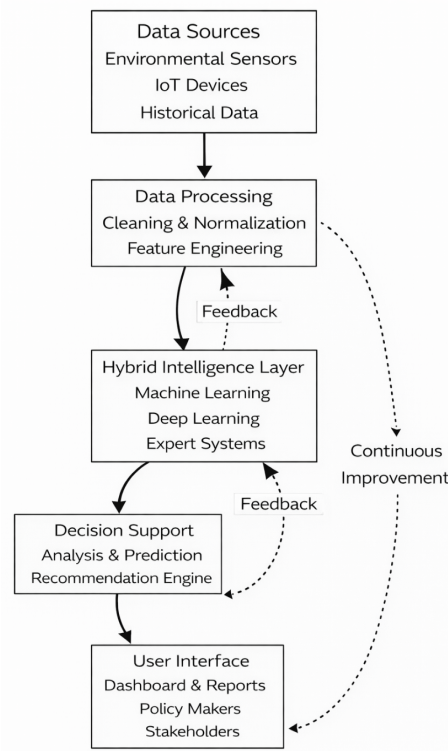 Data Sources
Environmental Sensors
IoT Devices
Historical Data
Data Processing
Cleaning & Normalization
Feature Engineering
Feedback
Hybrid Intelligence Layer
Machine Learning
Deep Learning
Expert Systems
Continuous
Improvement
Feedback
Decision Support
Analysis & Prediction
Recommendation Engine
User Interface
Dashboard & Reports
Policy Makers
Stakeholders